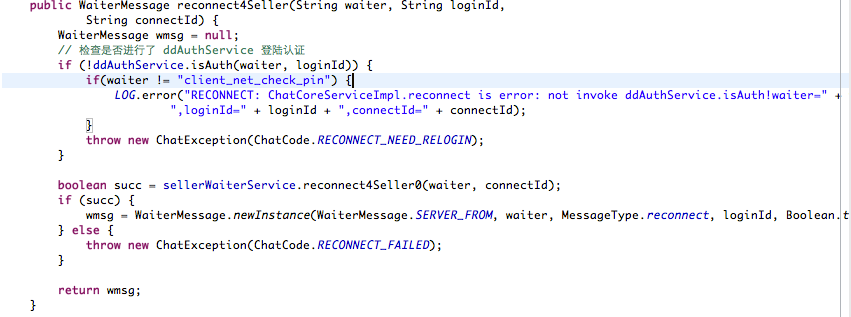 public WaiterMessage reconnect4Seller(String waiter, String loginId,
String connectId) {
WaiterMessage wmsg = null;
// 检查是否进行了 ddAuthService 登陆认证
if (!ddAuthService.isAuth(waiter, loginId)) {
if(waiter != "client_net_check_pin") {
LOG.error("RECONNECT: ChatCoreServiceImpl.reconnect is error: not invoke ddAuthService.isAuth!waiter=" +
",loginId=" + loginId + ",connectId=" + connectId);
}
throw new ChatException(ChatCode.RECONNECT_NEED_RELOGIN);
}
boolean succ = sellerWaiterService.reconnect4Seller0(waiter, connectId);
if (succ) {
wmsg = WaiterMessage.newInstance(WaiterMessage.SERVER_FROM, waiter, MessageType.reconnect, loginId, Boolean.t
} else {
throw new ChatException(ChatCode.RECONNECT_FAILED);
}
return wmsg;
}